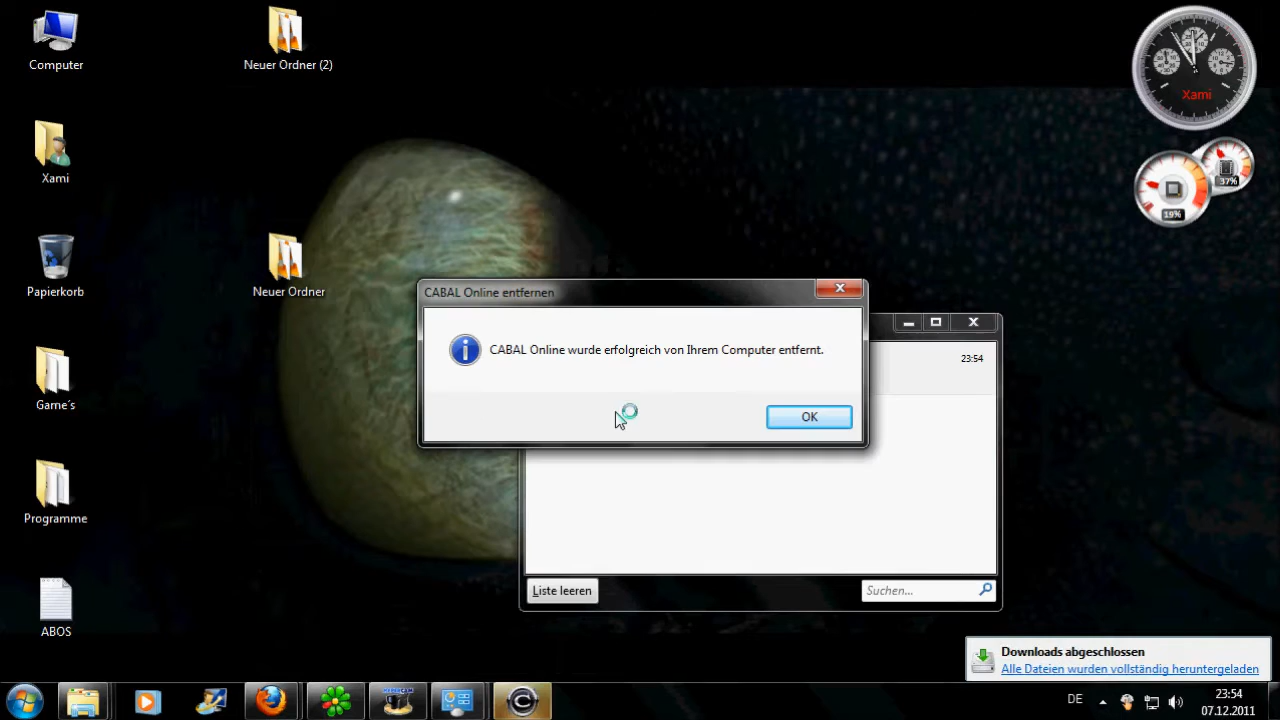 Computer
Neuer Ordner (2)
Xami
Xami
37%
19%
Papierkorb
Neuer Ordner
CABAL Online entfernen
CABAL Online wurde erfolgreich von Ihrem Computer entfernt.
OK
23:54
Game´s
Programme
Liste leeren
Suchen...
ABOS
Downloads abgeschlossen
Alle Dateien wurden vollständig heruntergeladen
HYPERCAM
DE
23:54
07.12.2011